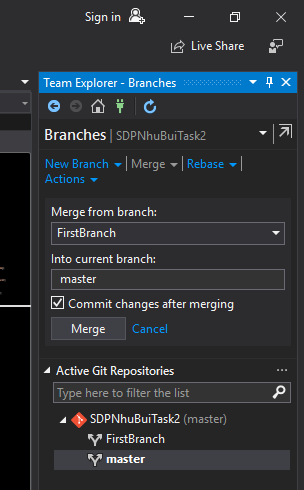 Sign in
Live Share
Team Explorer - Branches
Branches | SDPNhuBuiTask2
New Branch Merge Rebase
Actions
Merge from branch:
FirstBranch
Into current branch:
master
Commit changes after merging
Merge Cancel
Active Git Repositories ...
Type here to filter the list
SDPNhuBuiTask2 (master)
FirstBranch
master